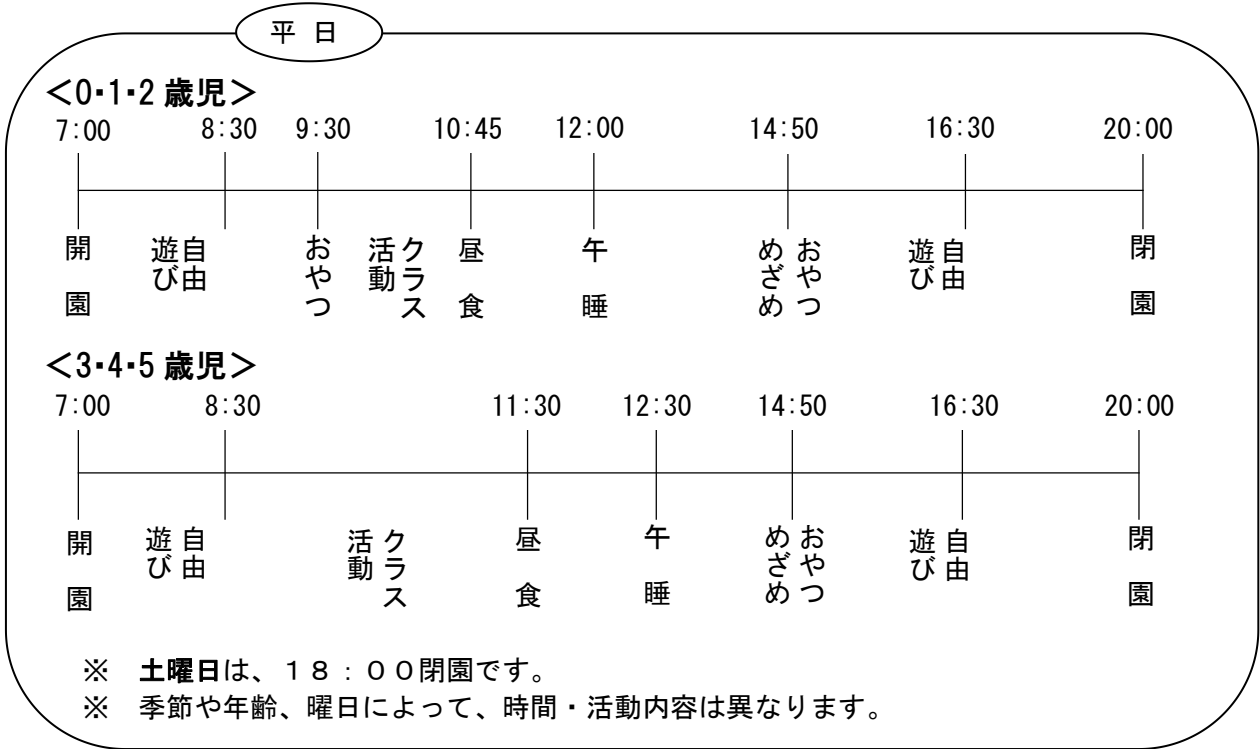 平 日
<0・1・2 歳児>
7:00 8:30 9:30 10:45 12:00 14:50 16:30 20:00
開園
自由
遊び
おやつ
クラス
活動
昼食
午睡
おやつ
めざめ
自由
遊び
閉園
<3・4・5 歳児>
7:00 8:30 11:30 12:30 14:50 16:30 20:00
開園
自由
遊び
クラス
活動
昼食
午睡
おやつ
めざめ
自由
遊び
閉園
※ 土曜日は、18:00閉園です。
※ 季節や年齢、曜日によって、時間・活動内容は異なります。